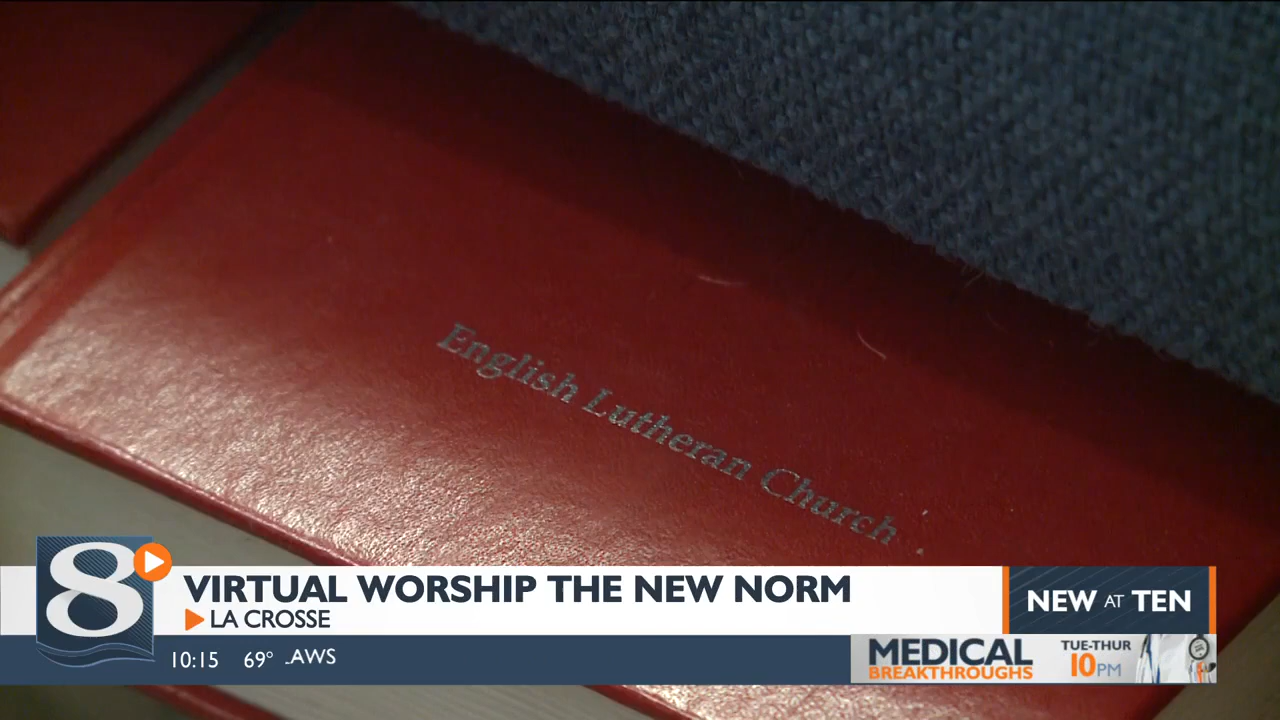 English Lutheran Church
8
VIRTUAL WORSHIP THE NEW NORM
LA CROSSE
NEW AT TEN
10:15 69° AWS
MEDICAL
BREAKTHROUGHS
TUE-THUR
10PM